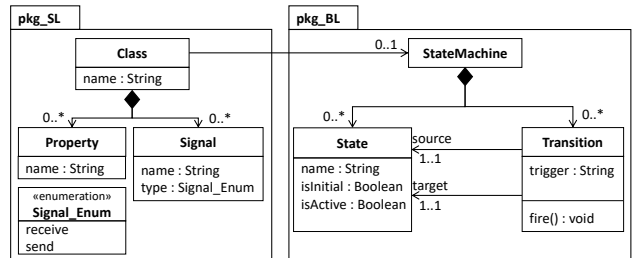 pkg_SL
Class
name : String
0..*
0..*
Property
name : String
Signal
name : String
type : Signal_Enum
«enumeration»
Signal_Enum
receive
send
pkg_BL
0..1
StateMachine
0..*
0..*
State
name : String
isInitial : Boolean
isActive : Boolean
source
1..1
target
1..1
Transition
trigger : String
fire() : void